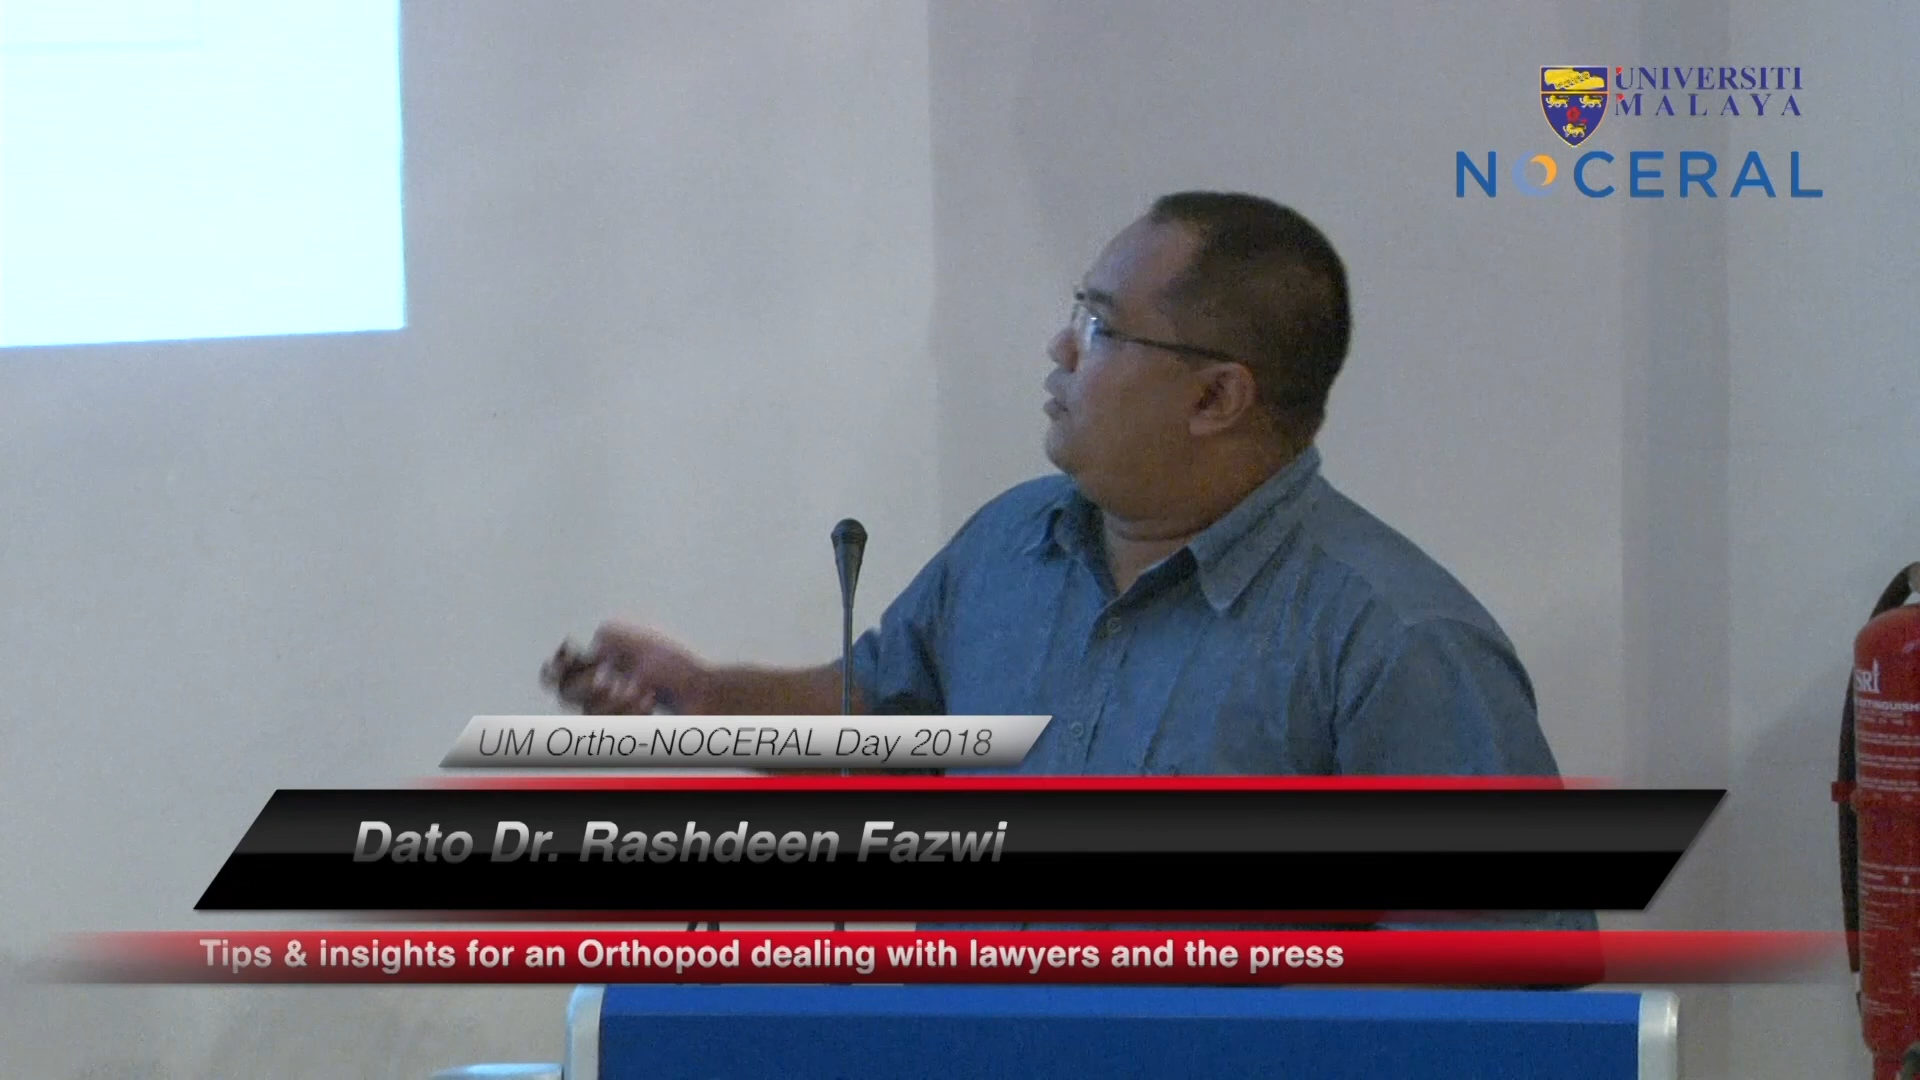 UNIVERSITI
MALAYA
NOCERAL
UM Ortho-NOCERAL Day 2018
Dato Dr. Rashdeen Fazwi
Tips & insights for an Orthopod dealing with lawyers and the press
SRI